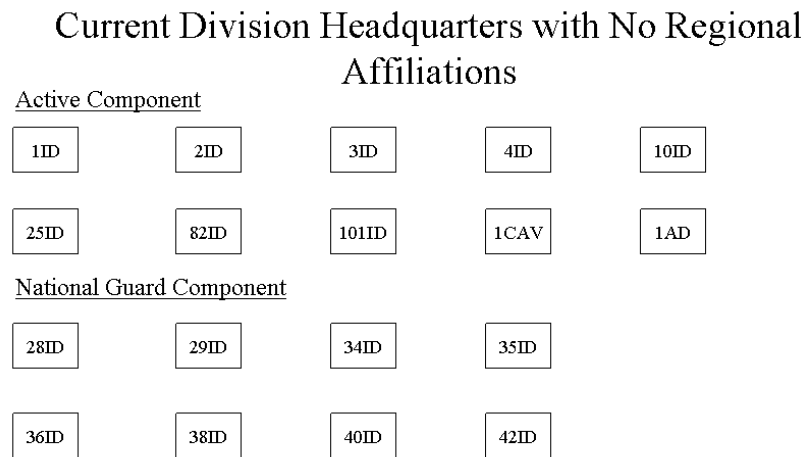 Current Division Headquarters with No Regional
Affiliations
Active Component
1ID 2ID 3ID 4ID 10ID
25ID 82ID 101ID 1CAV 1AD
National Guard Component
28ID 29ID 34ID 35ID
36ID 38ID 40ID 42ID